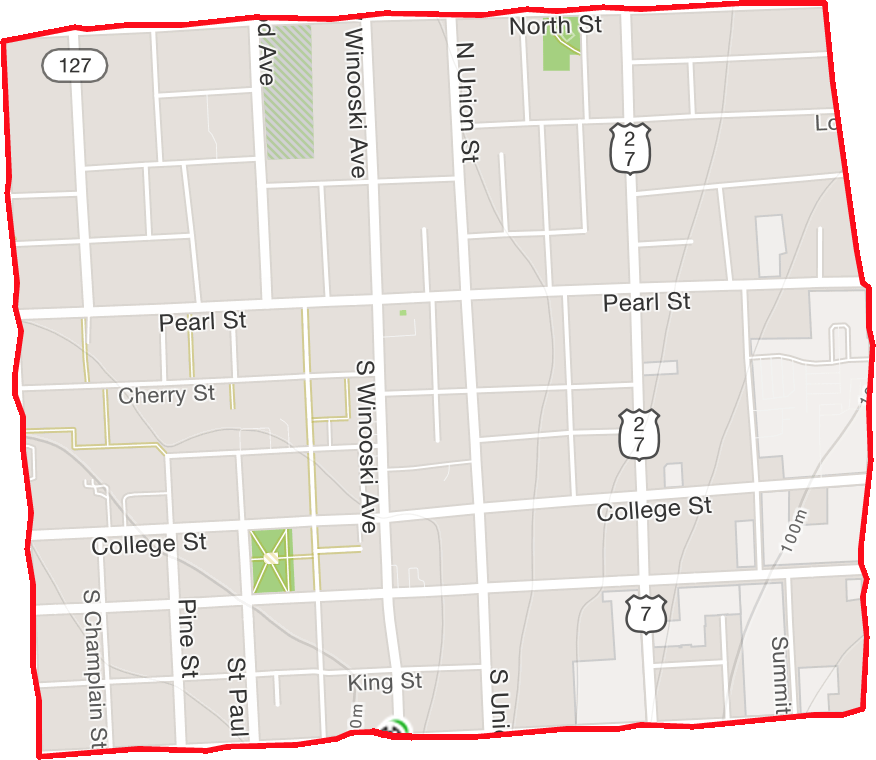 North St
127
d Ave
Winooski Ave
N Union St
2
7
Lo
Pearl St
Pearl St
Cherry St
S Winooski Ave
2
7
College St
College St
100m
S Champlain St
Pine St
St Paul
King St
S Uni
7
Summit
0m